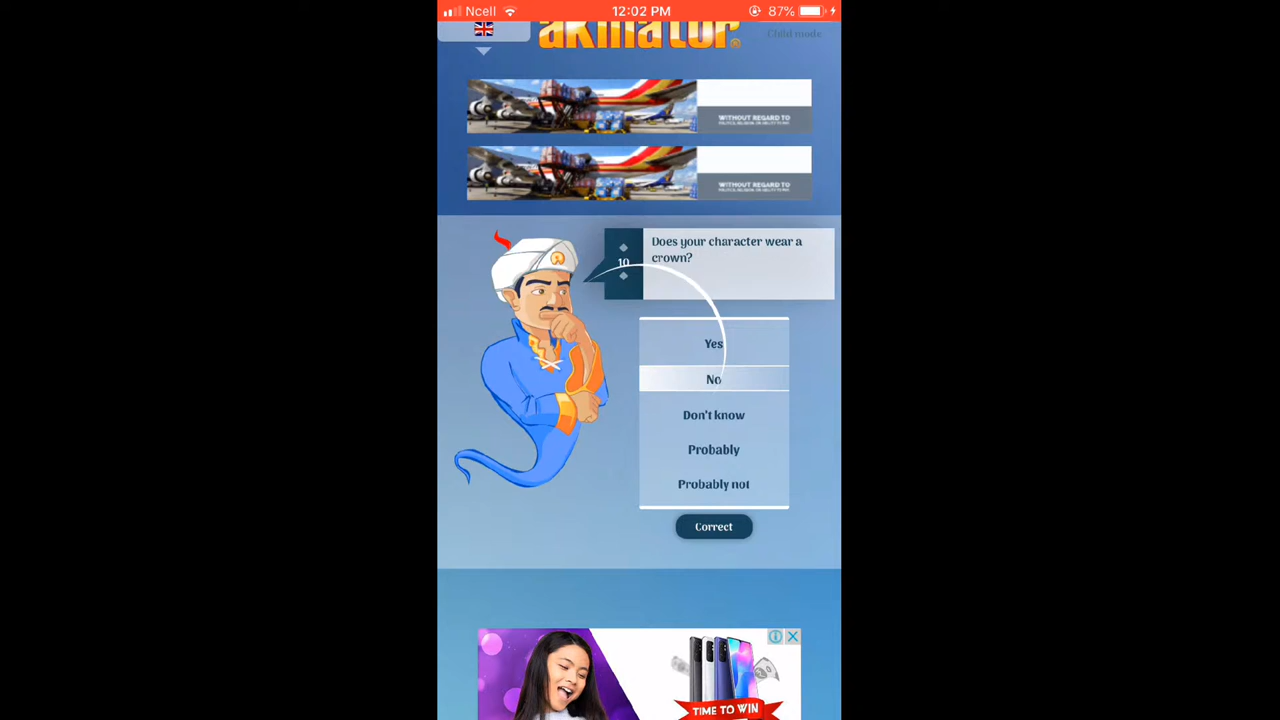 Ncell
12:02 PM
87%
akinator®
Child mode
WITHOUT REGARD TO
WITHOUT REGARD TO
10
Does your character wear a
crown?
Yes
No
Don't know
Probably
Probably not
Correct
TIME TO WIN